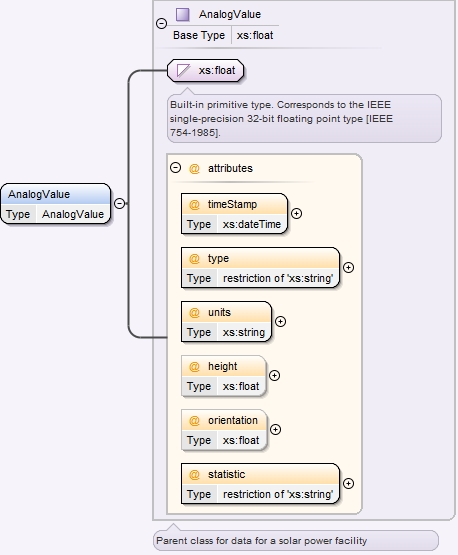 AnalogValue
Base Type xs:float
xs:float
Built-in primitive type. Corresponds to the IEEE
single-precision 32-bit floating point type [IEEE
754-1985].
AnalogValue
Type AnalogValue
@ attributes
@ timeStamp
Type xs:dateTime
@ type
Type restriction of 'xs:string'
@ units
Type xs:string
@ height
Type xs:float
@ orientation
Type xs:float
@ statistic
Type restriction of 'xs:string'
Parent class for data for a solar power facility